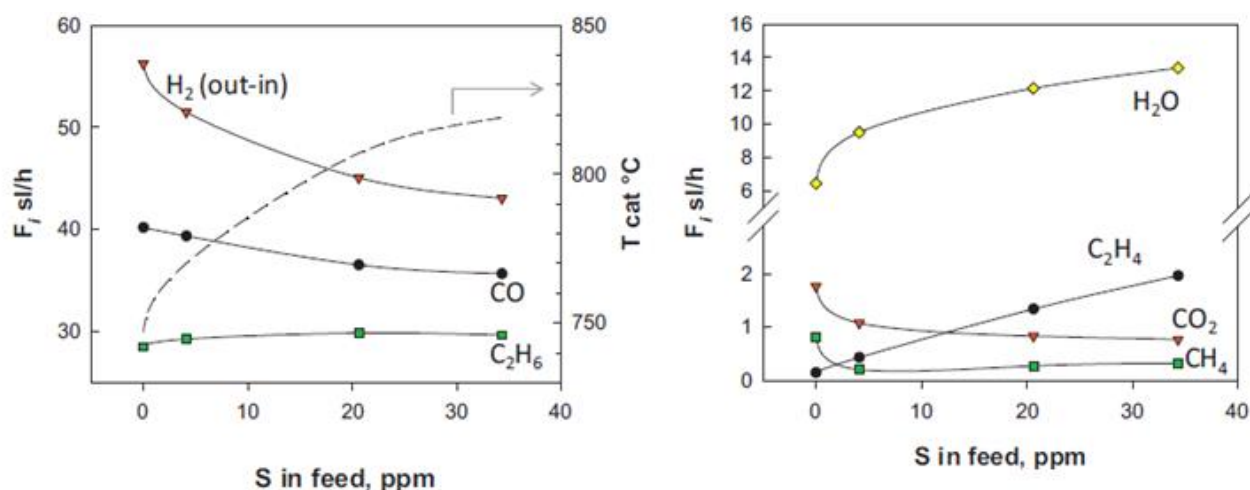 60
50
40
30
F𝑖 sl/h
H₂ (out-in)
CO
C₂H₆
850
800
750
T cat °C
0 10 20 30 40
S in feed, ppm
16
14
12
10
8
6
2
1
0
F𝑖 sl/h
H₂O
C₂H₄
CO₂
CH₄
0 10 20 30 40
S in feed, ppm